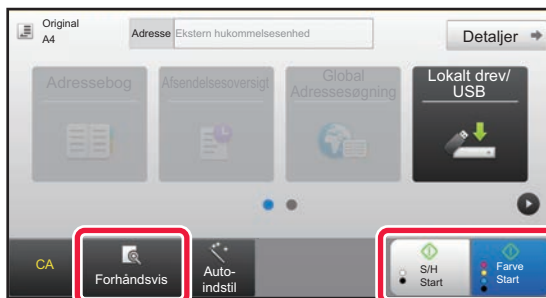 Original
A4
Adresse Ekstern hukommelsesenhed
Detaljer
Adressebog
Afsendelsesoversigt
Global
Adressesøgning
Lokalt drev/
USB
CA
Forhåndsvis
Auto-
indstil
S/H
Start
Farve
Start